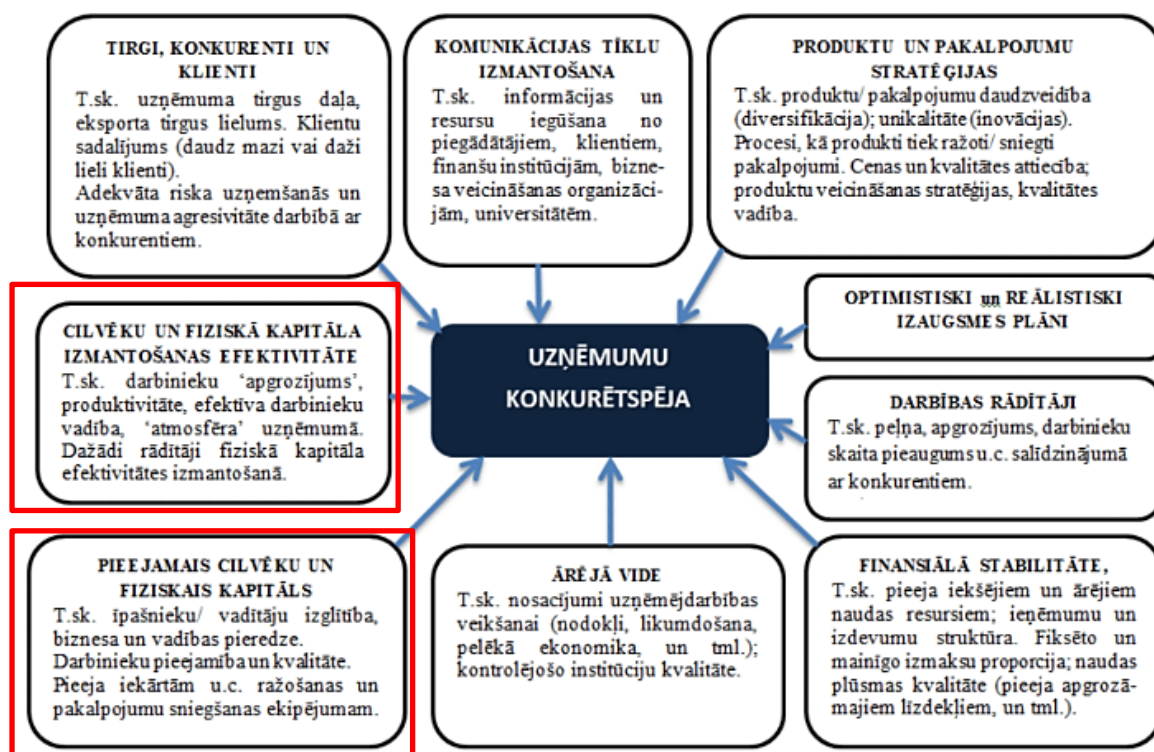 TIRGI, KONKURENTI UN
KLIENTI
T.sk. uzņēmuma tirgus daļa,
eksporta tirgus lielums. Klientu
sadalījums (daudz mazi vai daži
lieli klienti).
Adekvāta riska uzņemšanās un
uzņēmuma agresivitāte darbībā ar
konkurentiem.
KOMUNIKĀCIJAS TĪKLU
IZMANTOŠANA
T.sk. informācijas un
resursu iegūšana no
piegādātājiem, klientiem,
finanšu institūcijām, bizne-
sa veicināšanas organizāci-
jām, universitātēm.
PRODUKTU UN PAKALPOJUMU
STRATĒĢIJAS
T.sk. produktu/ pakalpojumu daudzveidība
(diversifikācija); unikalitāte (inovācijas).
Procesi, kā produkti tiek ražoti/ sniegti
pakalpojumi. Cenas un kvalitātes attiecība;
produktu veicināšanas stratēģijas, kvalitātes
vadība.
CILVĒKU UN FIZISKĀ KAPITĀLA
IZMANTOŠANAS EFEKTIVITĀTE
T.sk. darbinieku ‘apgrozījums’,
produktivitāte, efektīva darbinieku
vadība, ‘atmosfēra’ uzņēmumā.
Dažādi rādītāji fiziskā kapitāla
efektivitātes izmantošanā.
UZŅĒMUMU
KONKURĒTSPĒJA
OPTIMISTISKI un REĀLISTISKI
IZAUGSMES PLĀNI
DARBĪBAS RĀDĪTĀJI
T.sk. peļņa, apgrozījums, darbinieku
skaita pieaugums u.c. salīdzinājumā
ar konkurentiem.
PIEEJAMAIS CILVĒKU UN
FIZISKAIS KAPITĀLS
T.sk. īpašnieku/ vadītāju izglītība,
biznesa un vadības pieredze.
Darbinieku pieejamība un kvalitāte.
Pieeja iekārtām u.c. ražošanas un
pakalpojumu sniegšanas ekipējumam.
ĀRĒJĀ VIDE
T.sk. nosacījumi uzņēmējdarbības
veikšanai (nodokļi, likumdošana,
pelēkā ekonomika, un tml.);
kontrolējošo institūciju kvalitāte.
FINANSIĀLĀ STABILITĀTE,
T.sk. pieeja iekšējiem un ārējiem
naudas resursiem; ieņēmumu un
izdevumu struktūra. Fiksēto un
mainīgo izmaksu proporcija; naudas
plūsmas kvalitāte (pieeja apgrozā-
majiem līzdekļiem, un tml.).